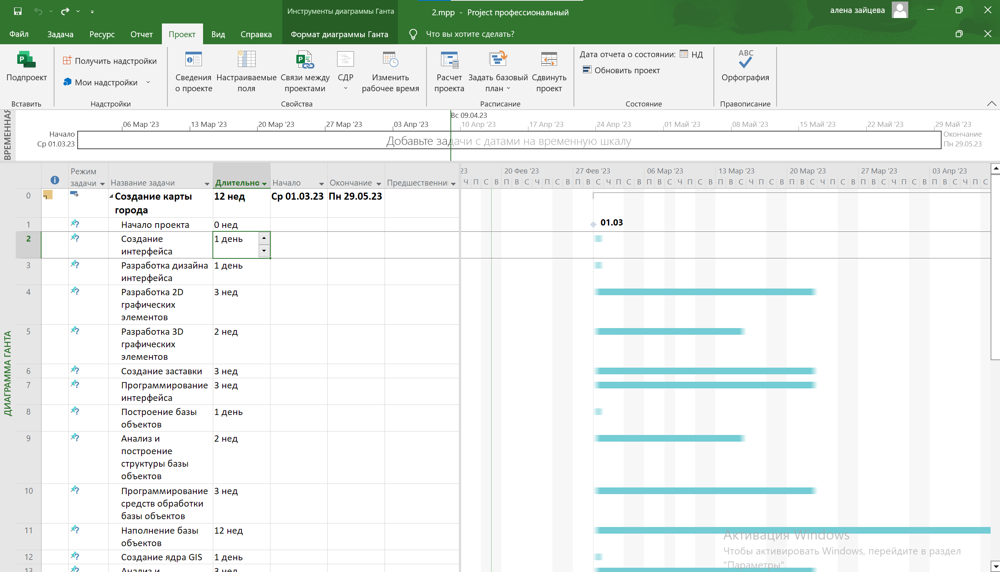 Инструменты диаграммы Ганта
2.mpp - Project профессиональный
алена зайцева
Файл
Задача
Ресурс
Отчет
Проект
Вид
Справка
Формат диаграммы Ганта
Что вы хотите сделать?
Подпроект
Вставить
Получить надстройки
Мои надстройки
Надстройки
Сведения
о проекте
Настраиваемые
поля
Связи между
проектами
СДР
Изменить
рабочее время
Свойства
Расчет
проекта
Задать базовый
план
Сдвинуть
проект
Расписание
Дата отчета о состоянии: НД
Обновить проект
Состояние
ABC
Орфография
Правописание
ВРЕМЕННАЯ
Вс 09.04.23
06 Мар '23 13 Мар '23 20 Мар '23 27 Мар '23 03 Апр '23 10 Апр '23 17 Апр '23 24 Апр '23 01 Май '23 08 Май '23 15 Май '23 22 Май '23 29 Май '23
Начало
Ср 01.03.23
Добавьте задачи с датами на временную шкалу
Окончание
Пн 29.05.23
ДИАГРАММА ГАНТА
Режим
задачи
Название задачи
Длительно
Начало
Окончание
Предшественни
23 20 Фев '23 27 Фев '23 06 Мар '23 13 Мар '23 20 Мар '23 27 Мар '23 03 Апр '23
Ч П С В П В С Ч П С В П В С Ч П С В П В С Ч П С В П В С Ч П С В П В С Ч П С В П В С Ч П С В П В С Ч П С
0 Создание карты 12 нед Ср 01.03.23 Пн 29.05.23
города
1 Начало проекта 0 нед
01.03
2 Создание 1 день
интерфейса
3 Разработка дизайна 1 день
интерфейса
4 Разработка 2D 3 нед
графических
элементов
5 Разработка 3D 2 нед
графических
элементов
6 Создание заставки 3 нед
7 Программирование 3 нед
интерфейса
8 Построение базы 1 день
объектов
9 Анализ и 2 нед
построение
структуры базы
объектов
10 Программирование 3 нед
средств обработки
базы объектов
11 Наполнение базы 12 нед
объектов
12 Создание ядра GIS 1 день
13 Анализ и 3 нед
Активация Windows
Чтобы активировать Windows, перейдите в раздел
"Параметры".